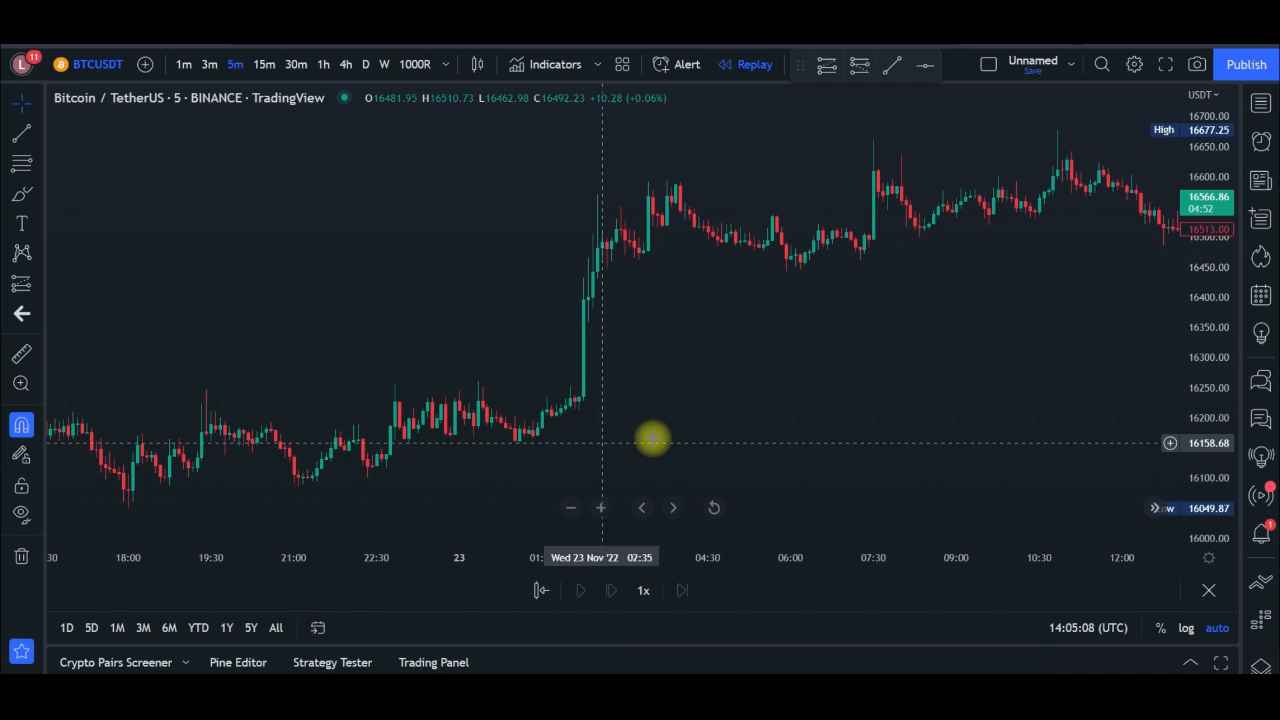 L 11 BTCUSDT 1m 3m 5m 15m 30m 1h 4h D W 1000R Indicators Alert Replay Unnamed Save Publish
Bitcoin / TetherUS · 5 · BINANCE · TradingView O16481.95 H16510.73 L16462.98 C16492.23 +10.28 (+0.06%) USDT
16700.00
High 16677.25
16650.00
16600.00
16566.86
04:52
16513.00
16500.00
16450.00
16400.00
16350.00
16300.00
16250.00
16200.00
16158.68
16100.00
16049.87
16000.00
30 18:00 19:30 21:00 22:30 23 01: Wed 23 Nov '22 02:35 04:30 06:00 07:30 09:00 10:30 12:00
1x
1D 5D 1M 3M 6M YTD 1Y 5Y All 14:05:08 (UTC) % log auto
Crypto Pairs Screener Pine Editor Strategy Tester Trading Panel
1